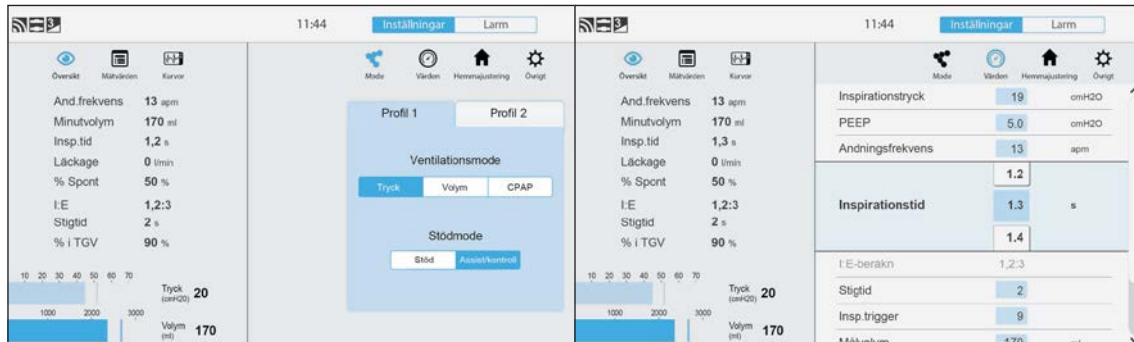 3
11:44
Inställningar Larm
Översikt Mätvärden Kurvor
Mode Värden Hemmajustering Övrigt
And.frekvens 13 apm
Minutvolym 170 ml
Insp.tid 1,2 s
Läckage 0 l/min
% Spont 50 %
I:E 1,2:3
Stigtid 2 s
% i TGV 90 %
10 20 30 40 50 60 70
Tryck 20
(cmH20)
1000 2000 3000
Volym 170
(ml)
Profil 1 Profil 2
Ventilationsmode
Tryck Volym CPAP
Stödmode
Stöd Assist/kontroll
3
11:44
Inställningar Larm
Översikt Mätvärden Kurvor
Mode Värden Hemmajustering Övrigt
And.frekvens 13 apm
Minutvolym 170 ml
Insp.tid 1,3 s
Läckage 0 l/min
% Spont 50 %
I:E 1,2:3
Stigtid 2 s
% i TGV 90 %
10 20 30 40 50 60 70
Tryck 20
(cmH20)
1000 2000 3000
Volym 170
(ml)
Inspirationstryck 19 cmH2O
PEEP 5.0 cmH2O
Andningsfrekvens 13 apm
1.2
Inspirationstid 1.3 s
1.4
I:E-beräkn 1,2:3
Stigtid 2
Insp.trigger 9
Målvolym 170 ml